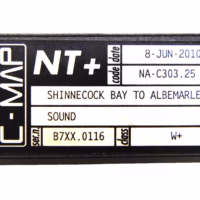 C-MAP
NT+
date 8-JUN-2010
code NA-C303.25
SHINNECOCK BAY TO ALBEMARLE
SOUND
ser.n. B7XX.0116 class W+